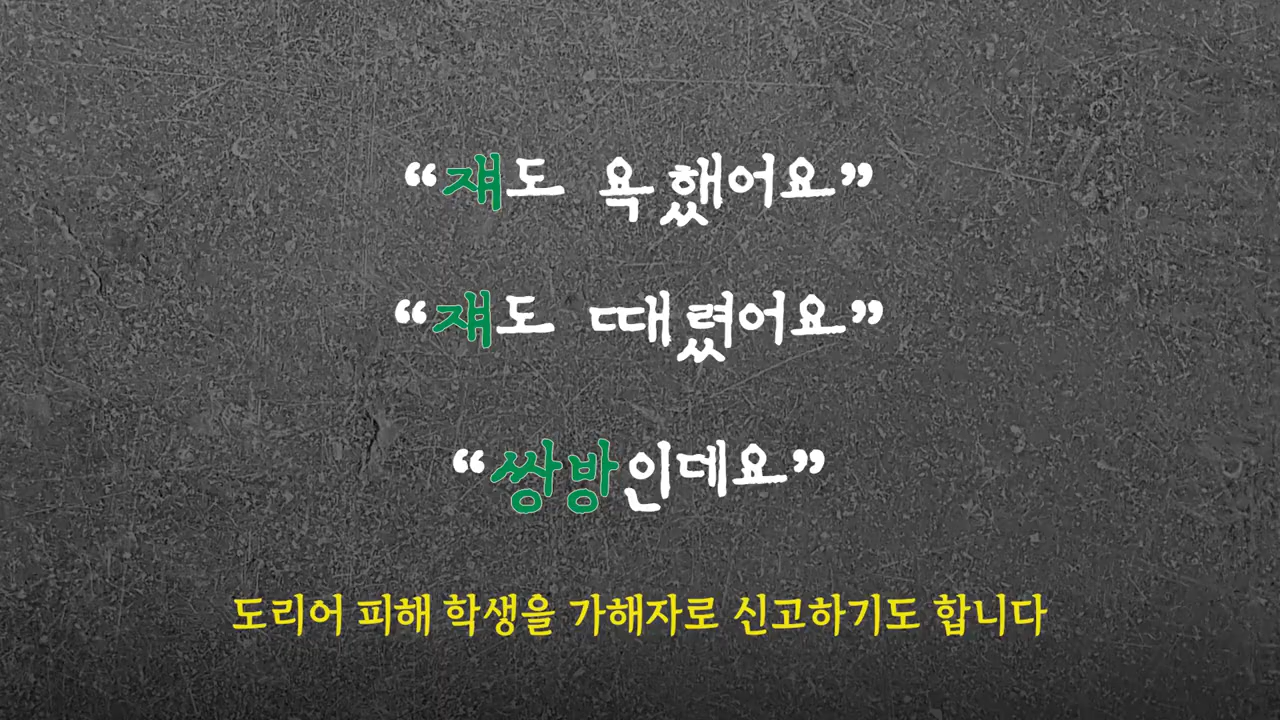 “쟤도 욕했어요”
“쟤도 때렸어요”
“쌍방인데요”
도리어 피해 학생을 가해자로 신고하기도 합니다